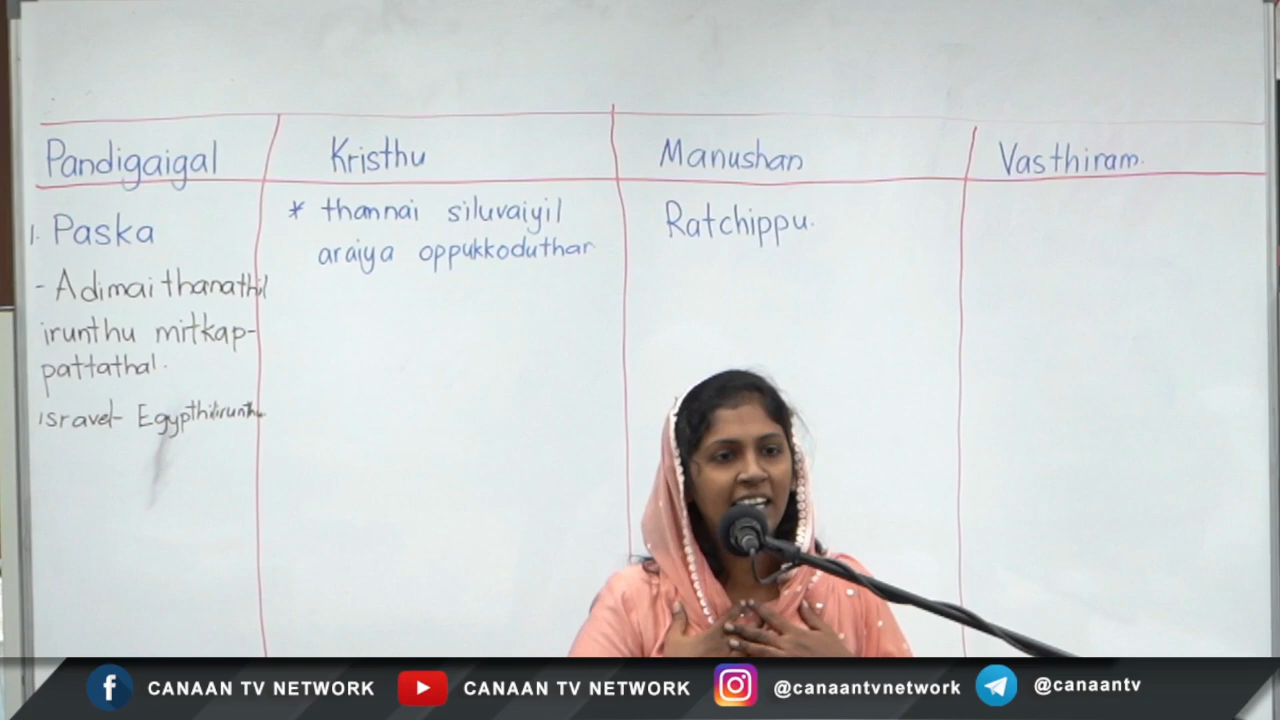 Pandigaigal
Kristhu
Manushan
Vasthiram.
1. Paska
- Adimai thanathil
irunthu mitkap-
pattathal.
Isravel- Egypthilirunthu
* thannai siluvaiyil
araiya oppukkoduthar
Ratchippu.
CANAAN TV NETWORK
CANAAN TV NETWORK
@canaantvnetwork
@canaantv